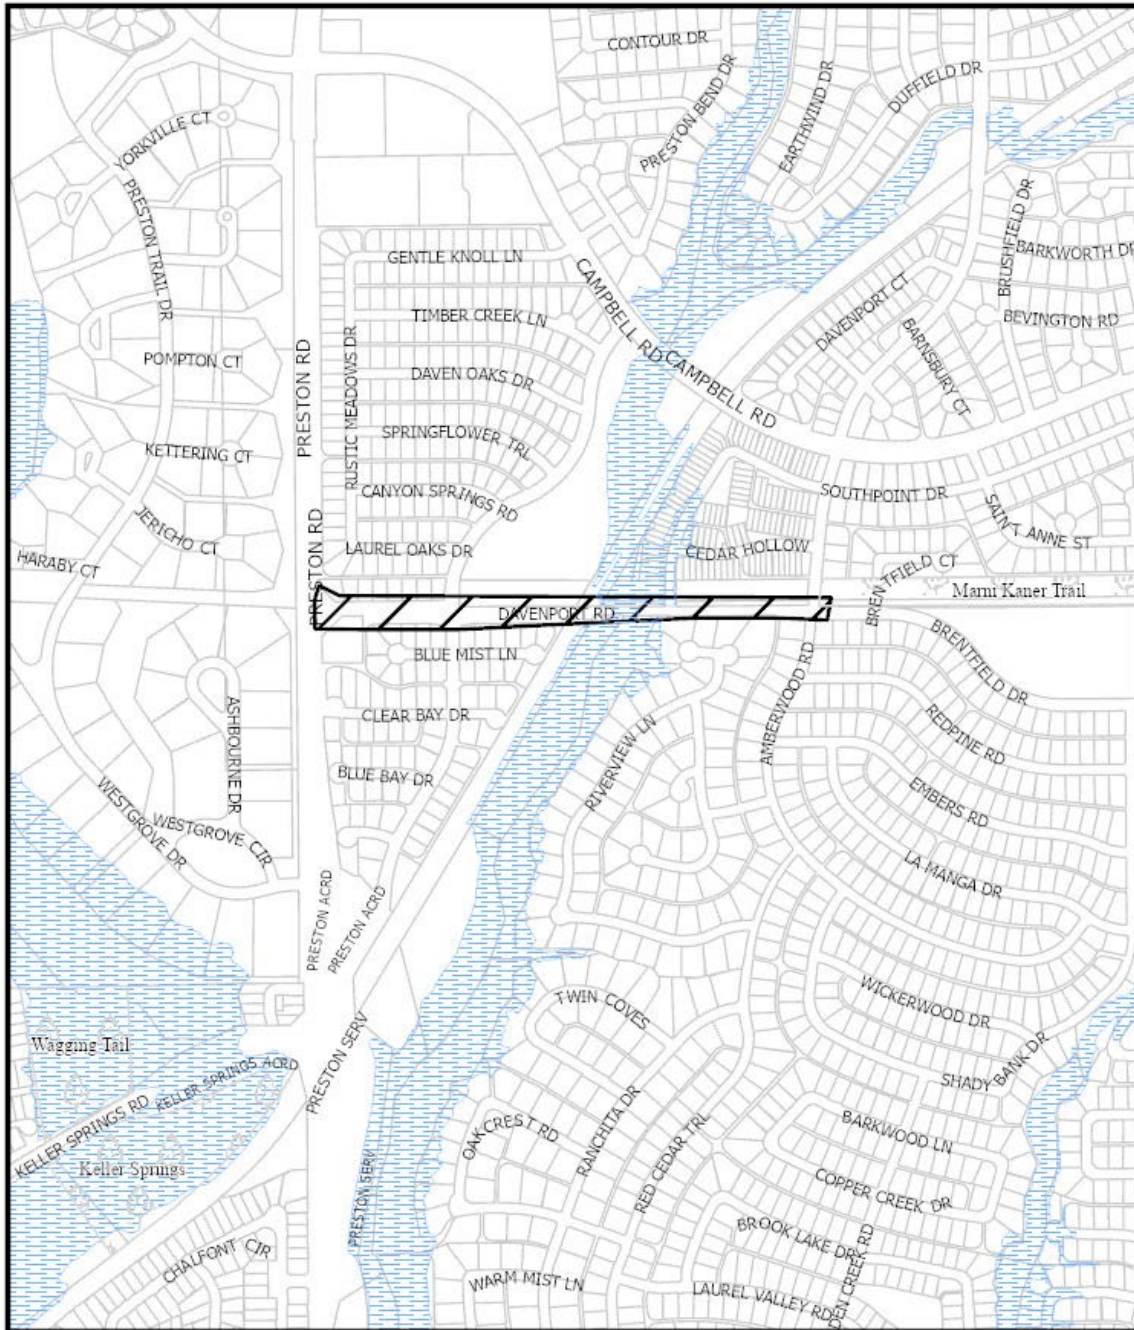 CONTOUR DR
PRESTON BEND DR
EARTHWIND DR
DUFFIELD DR
YORKVILLE CT
PRESTON TRAIL DR
BRUSHFIELD DR
BARKWORTH DR
GENTLE KNOLL LN
CAMPBELL RD
CAMPBELL RD
DAVENPORT CT
BEVINGTON RD
TIMBER CREEK LN
BARNSBURY CT
POMPTON CT
PRESTON RD
RUSTIC MEADOWS DR
DAVEN OAKS DR
KETTERING CT
SPRINGFLOWER TRL
CANYON SPRINGS RD
SOUTHPOINT DR
SAINT ANNE ST
JERICHO CT
PRESTON RD
LAUREL OAKS DR
CEDAR HOLLOW
HARABY CT
BRENTFIELD CT
Marni Kaner Trail
DAVENPORT RD
BLUE MIST LN
BRENTFIELD DR
AMBERWOOD RD
ASHBOURNE DR
CLEAR BAY DR
REDPINE RD
RIVERVIEW LN
BLUE BAY DR
EMBERS RD
WESTGROVE DR
WESTGROVE CIR
LA MANGA DR
PRESTON ACRD
PRESTON ACRD
TWIN COVES
WICKERWOOD DR
Wagging Tail
PRESTON SERV
SHADY BANK DR
KELLER SPRINGS ACRD
KELLER SPRINGS RD
Keller Springs
OAKCREST RD
RANCHITA DR
RED CEDAR TRL
BARKWOOD LN
PRESTON SERV
COPPER CREEK DR
BROOK LAKE DR
CHALFONT CIR
WARM MIST LN
LAUREL VALLEY RD
DEN CREEK RD